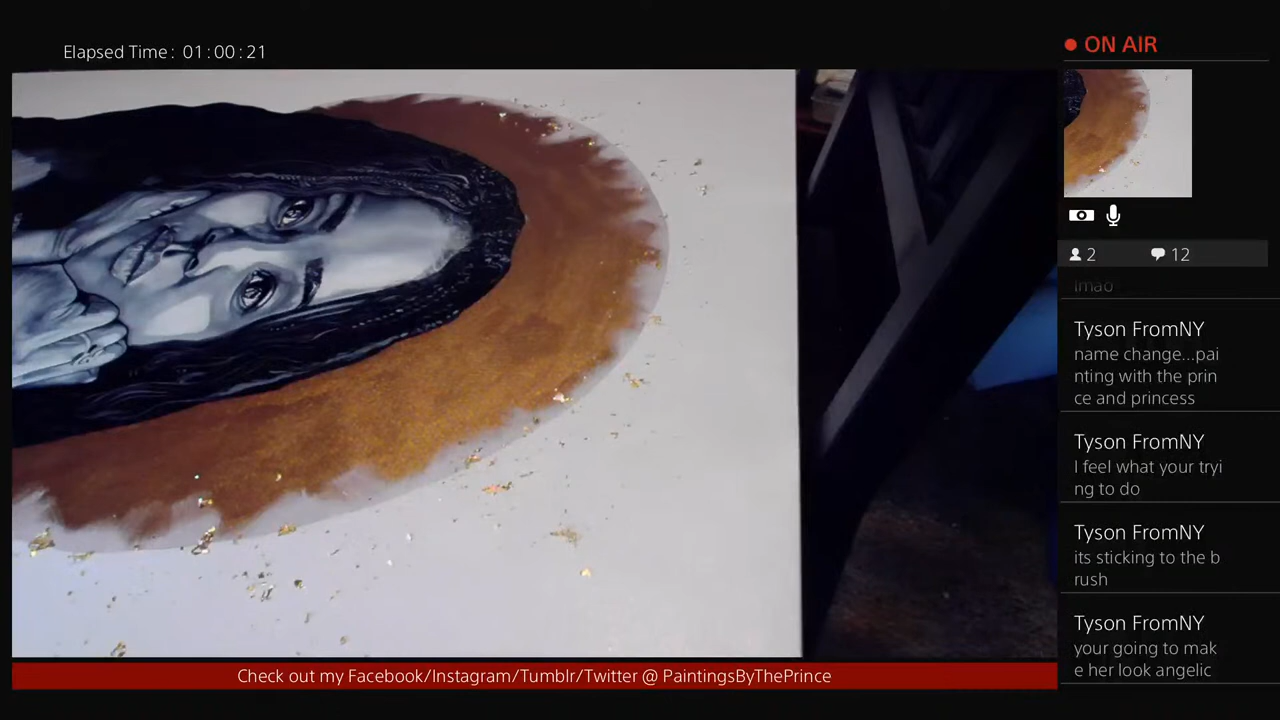 Elapsed Time: 01:00:21
ON AIR
2 12
lmao
Tyson FromNY
name change...pai
nting with the prin
ce and princess
Tyson FromNY
I feel what your tryi
ng to do
Tyson FromNY
its sticking to the b
rush
Tyson FromNY
your going to mak
e her look angelic
Check out my Facebook/Instagram/Tumblr/Twitter @ PaintingsByThePrince